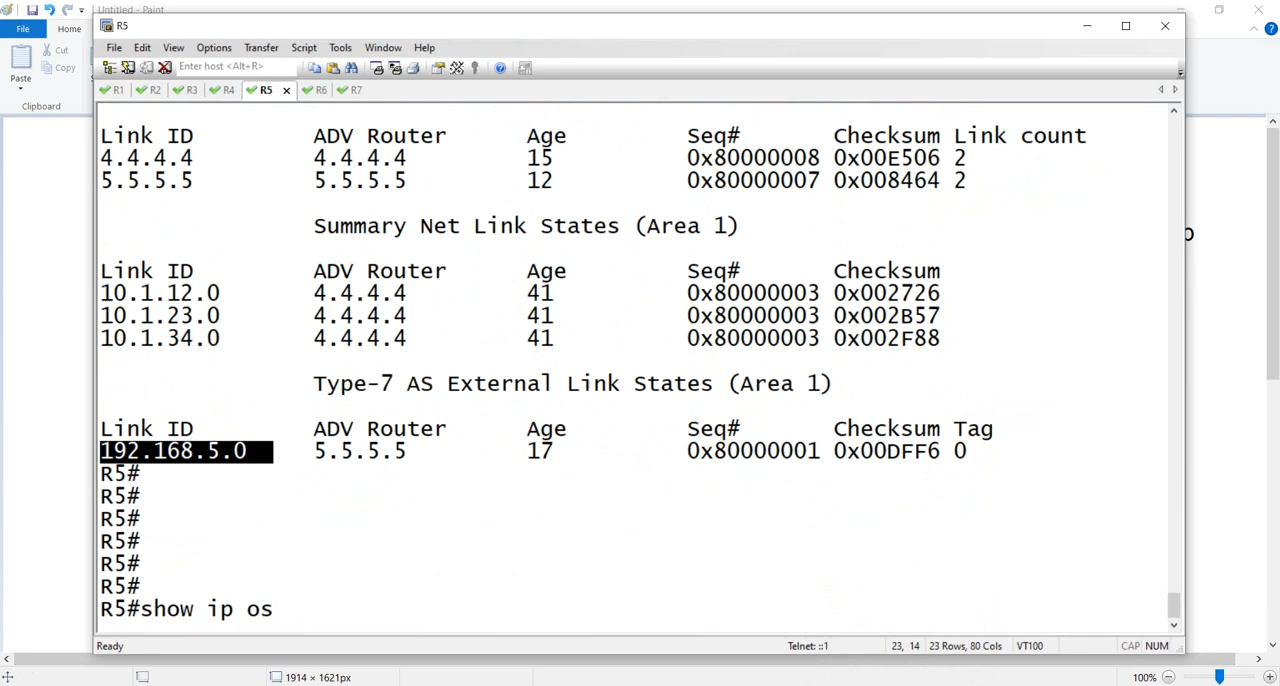 Untitled - Paint
File Home
Cut
Copy
Paste
Clipboard
R5
File Edit View Options Transfer Script Tools Window Help
Enter host <Alt+R>
R1 R2 R3 R4 R5 R6 R7
Link ID ADV Router Age Seq# Checksum Link count
4.4.4.4 4.4.4.4 15 0x80000008 0x00E506 2
5.5.5.5 5.5.5.5 12 0x80000007 0x008464 2
Summary Net Link States (Area 1)
Link ID ADV Router Age Seq# Checksum
10.1.12.0 4.4.4.4 41 0x80000003 0x002726
10.1.23.0 4.4.4.4 41 0x80000003 0x002B57
10.1.34.0 4.4.4.4 41 0x80000003 0x002F88
Type-7 AS External Link States (Area 1)
Link ID ADV Router Age Seq# Checksum Tag
192.168.5.0 5.5.5.5 17 0x80000001 0x00DFF6 0
R5#
R5#
R5#
R5#
R5#
R5#
R5#show ip os
Ready Telnet: ::1 23, 14 23 Rows, 80 Cols VT100 CAP NUM
1914 × 1621px 100%